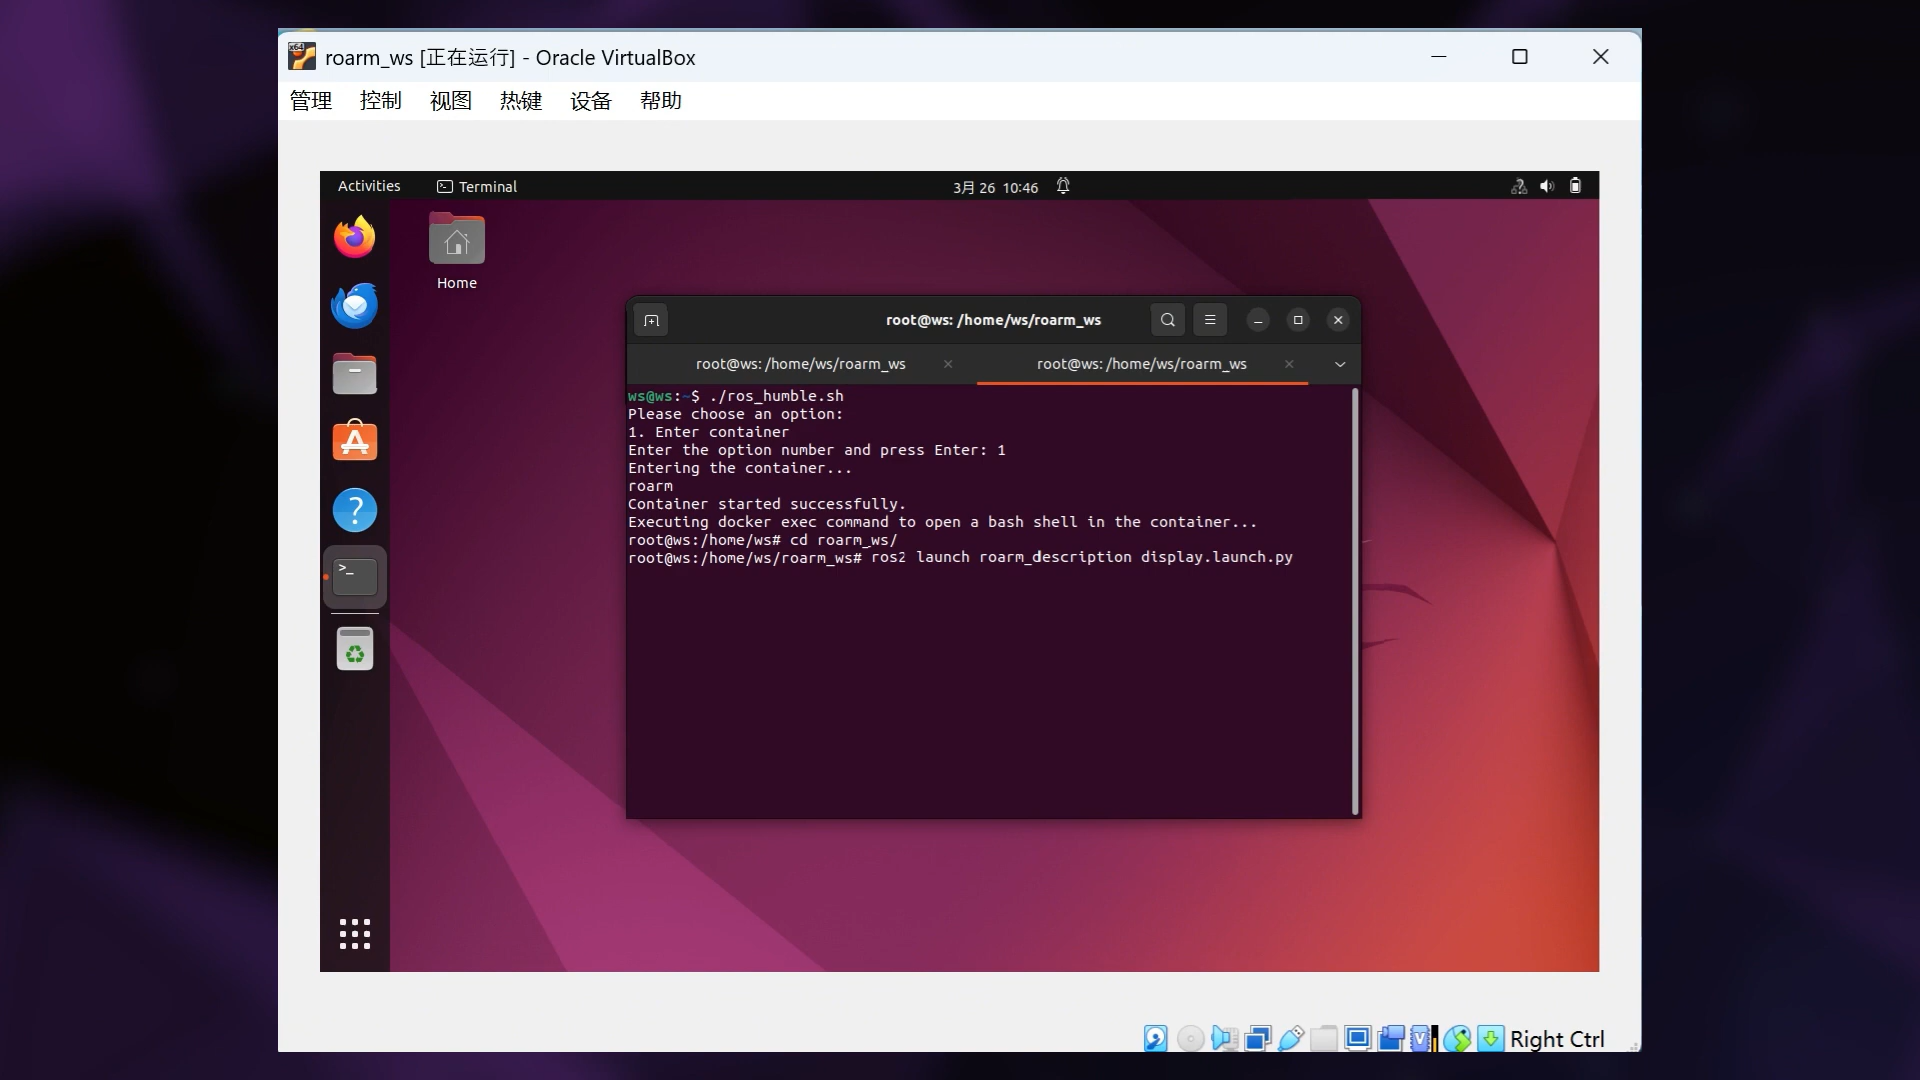 roarm_ws [正在运行] - Oracle VirtualBox
管理 控制 视图 热键 设备 帮助
Activities Terminal 3月 26 10:46
Home
root@ws: /home/ws/roarm_ws
root@ws: /home/ws/roarm_ws root@ws: /home/ws/roarm_ws
ws@ws:~$ ./ros_humble.sh
Please choose an option:
1. Enter container
Enter the option number and press Enter: 1
Entering the container...
roarm
Container started successfully.
Executing docker exec command to open a bash shell in the container...
root@ws:/home/ws# cd roarm_ws/
root@ws:/home/ws/roarm_ws# ros2 launch roarm_description display.launch.py
Right Ctrl